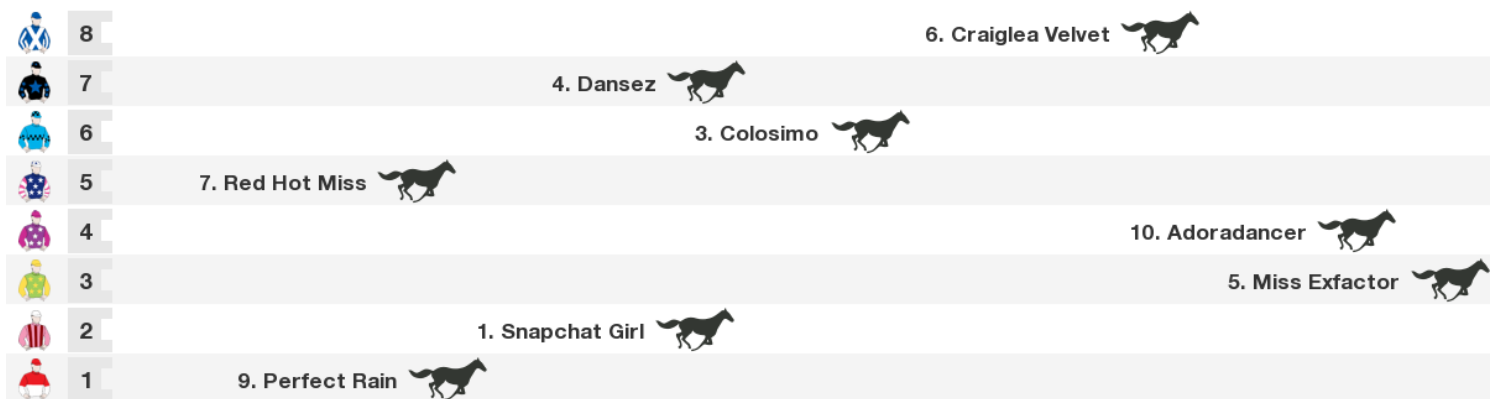 8 6. Craiglea Velvet
7 4. Dansez
6 3. Colosimo
5 7. Red Hot Miss
4 10. Adoradancer
3 5. Miss Exfactor
2 1. Snapchat Girl
1 9. Perfect Rain